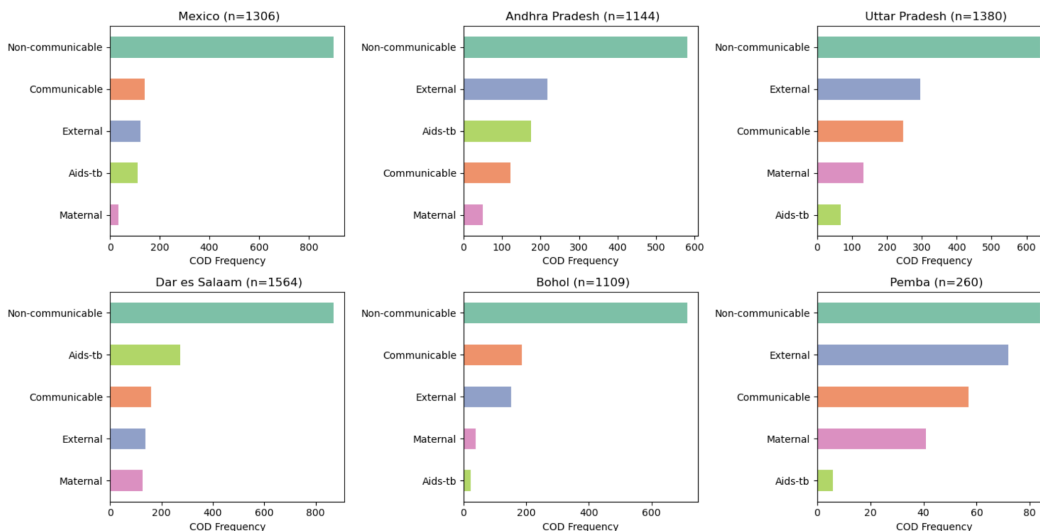 Mexico (n=1306)
Non-communicable
Communicable
External
Aids-tb
Maternal
0 200 400 600 800
COD Frequency
Andhra Pradesh (n=1144)
Non-communicable
External
Aids-tb
Communicable
Maternal
0 100 200 300 400 500 600
COD Frequency
Uttar Pradesh (n=1380)
Non-communicable
External
Communicable
Maternal
Aids-tb
0 100 200 300 400 500 600
COD Frequency
Dar es Salaam (n=1564)
Non-communicable
Aids-tb
Communicable
External
Maternal
0 200 400 600 800
COD Frequency
Bohol (n=1109)
Non-communicable
Communicable
External
Maternal
Aids-tb
0 200 400 600
COD Frequency
Pemba (n=260)
Non-communicable
External
Communicable
Maternal
Aids-tb
0 20 40 60 80
COD Frequency